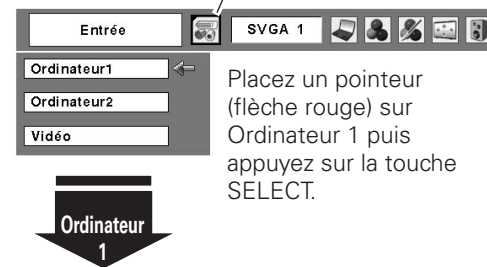 Entrée
SVGA 1
Ordinateur1
Ordinateur2
Vidéo
Placez un pointeur
(flèche rouge) sur
Ordinateur 1 puis
appuyez sur la touche
SELECT.
Ordinateur
1